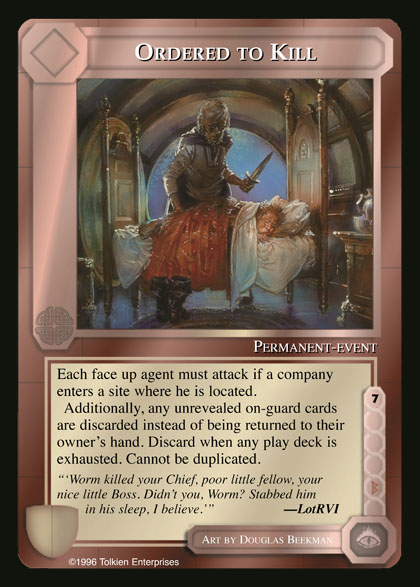 ORDERED TO KILL
PERMANENT-EVENT
Each face up agent must attack if a company
enters a site where he is located.
Additionally, any unrevealed on-guard cards
are discarded instead of being returned to their
owner's hand. Discard when any play deck is
exhausted. Cannot be duplicated.
7
“‘Worm killed your Chief, poor little fellow, your
nice little Boss. Didn't you, Worm? Stabbed him
in his sleep, I believe.’” —LotRVI
ART BY DOUGLAS BEEKMAN
©1996 Tolkien Enterprises